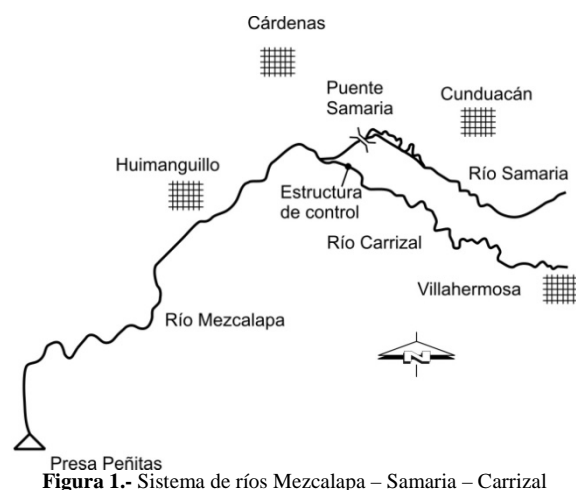 Cárdenas
Puente
Samaria
Cunduacán
Huimanguillo
Río Samaria
Estructura
de control
Río Carrizal
Villahermosa
Río Mezcalapa
N
Presa Peñitas
Figura 1.- Sistema de ríos Mezcalapa – Samaria – Carrizal